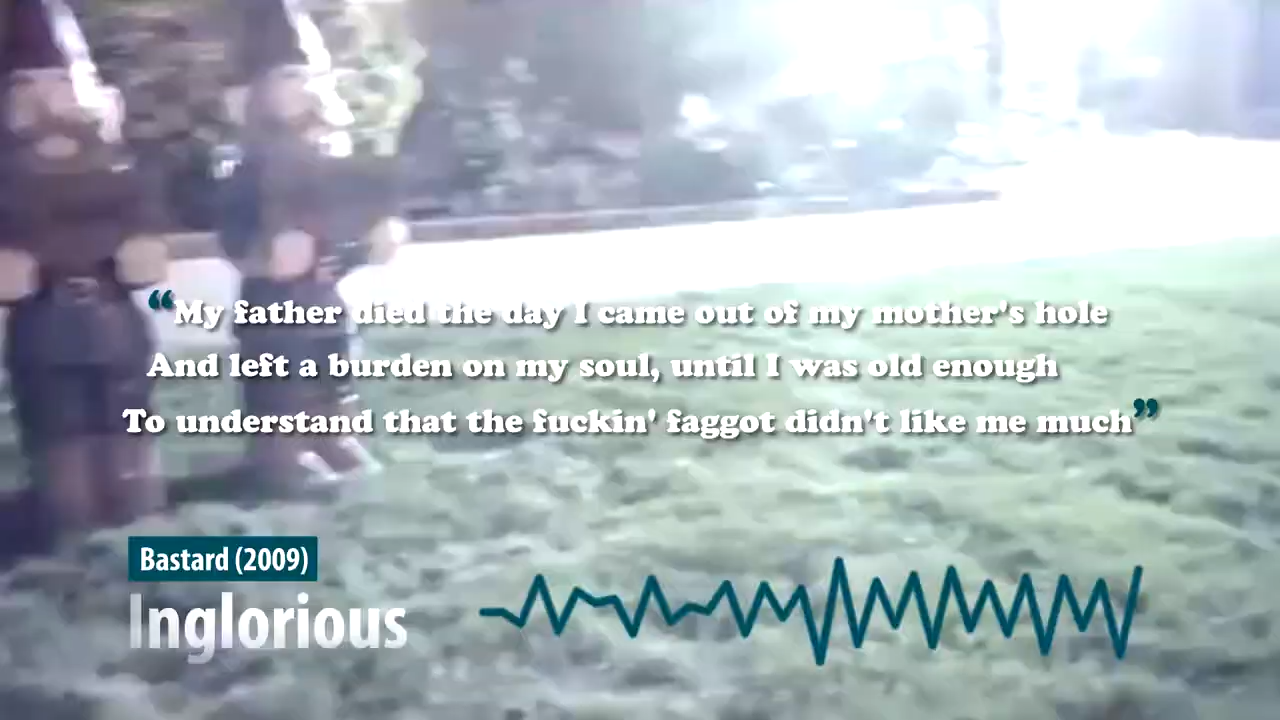 “My father died the day I came out of my mother's hole
And left a burden on my soul, until I was old enough
To understand that the fuckin' faggot didn't like me much”
Bastard (2009)
Inglorious